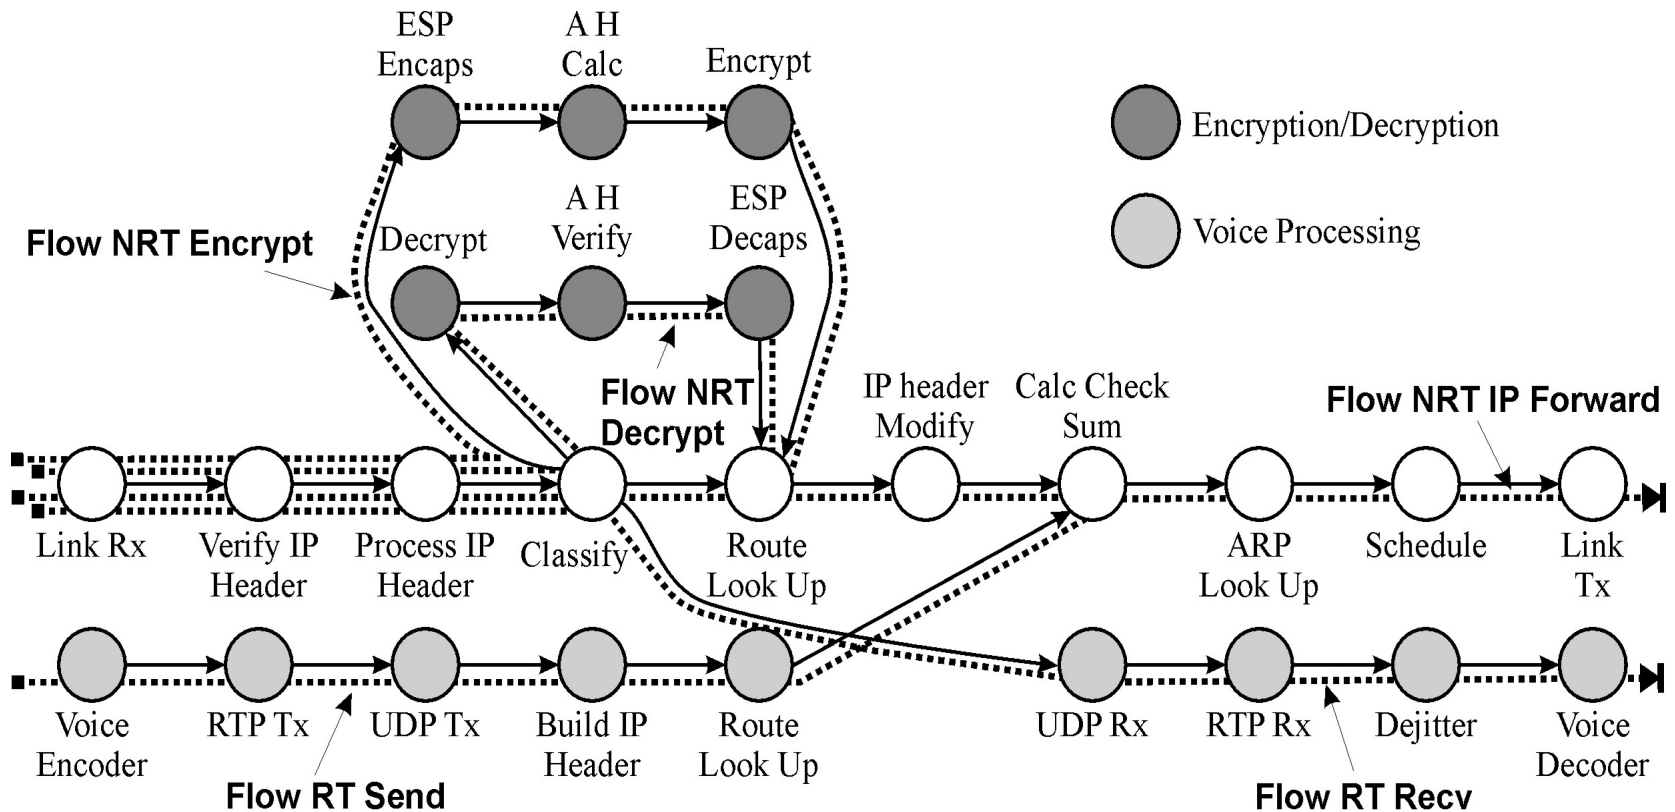 ESP
Encaps
A H
Calc
Encrypt
Encryption/Decryption
Voice Processing
Flow NRT Encrypt
Decrypt
A H
Verify
ESP
Decaps
Flow NRT
Decrypt
IP header
Modify
Calc Check
Sum
Flow NRT IP Forward
Link Rx
Verify IP
Header
Process IP
Header
Classify
Route
Look Up
ARP
Look Up
Schedule
Link
Tx
Voice
Encoder
RTP Tx
UDP Tx
Build IP
Header
Route
Look Up
UDP Rx
RTP Rx
Dejitter
Voice
Decoder
Flow RT Send
Flow RT Recv